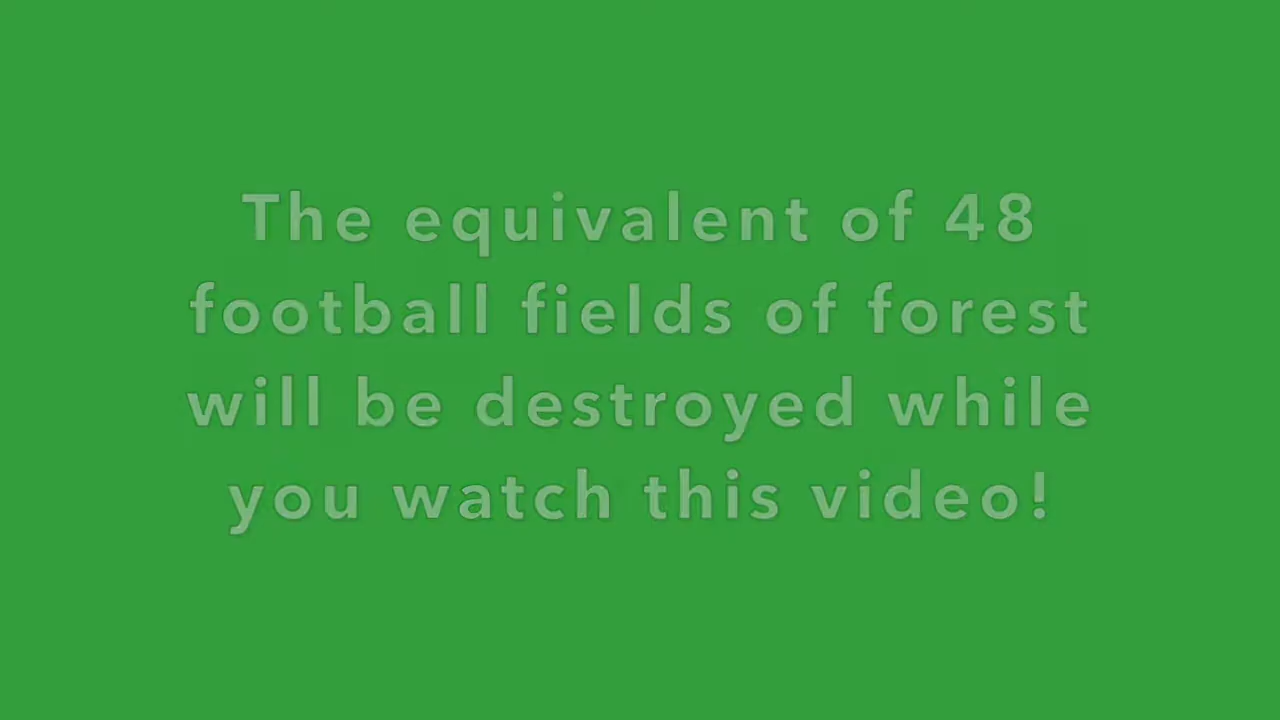 The equivalent of 48
football fields of forest
will be destroyed while
you watch this video!